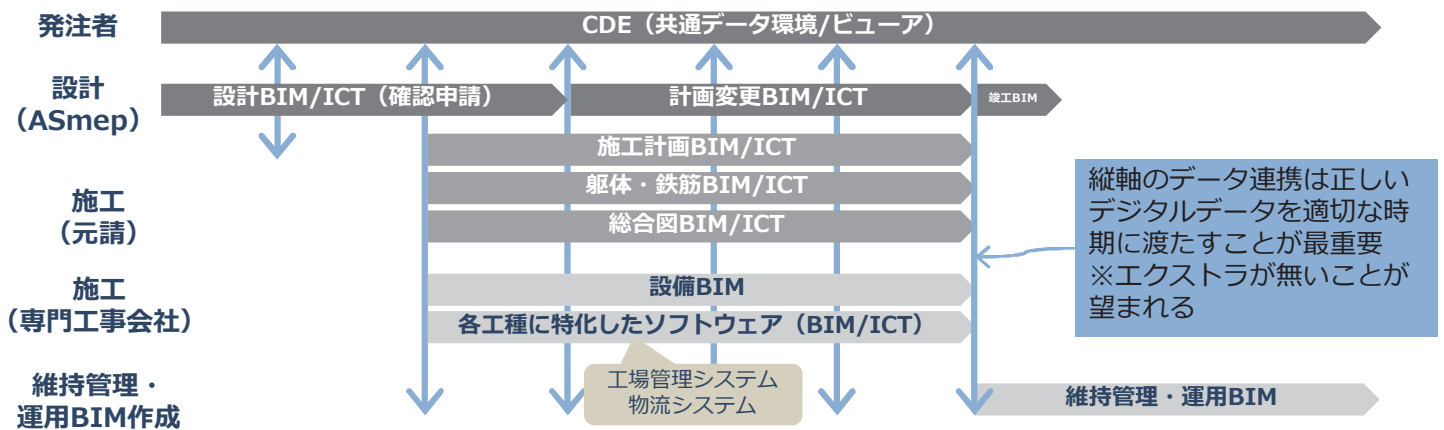 発注者
CDE（共通データ環境/ビューア）
設計
（ASmep）
設計BIM/ICT（確認申請）
計画変更BIM/ICT
竣工BIM
施工計画BIM/ICT
躯体・鉄筋BIM/ICT
総合図BIM/ICT
施工
（元請）
縦軸のデータ連携は正しい
デジタルデータを適切な時
期に渡たすことが最重要
※エクストラが無いことが
望まれる
施工
（専門工事会社）
設備BIM
各工種に特化したソフトウェア（BIM/ICT）
工場管理システム
物流システム
維持管理・
運用BIM作成
維持管理・運用BIM